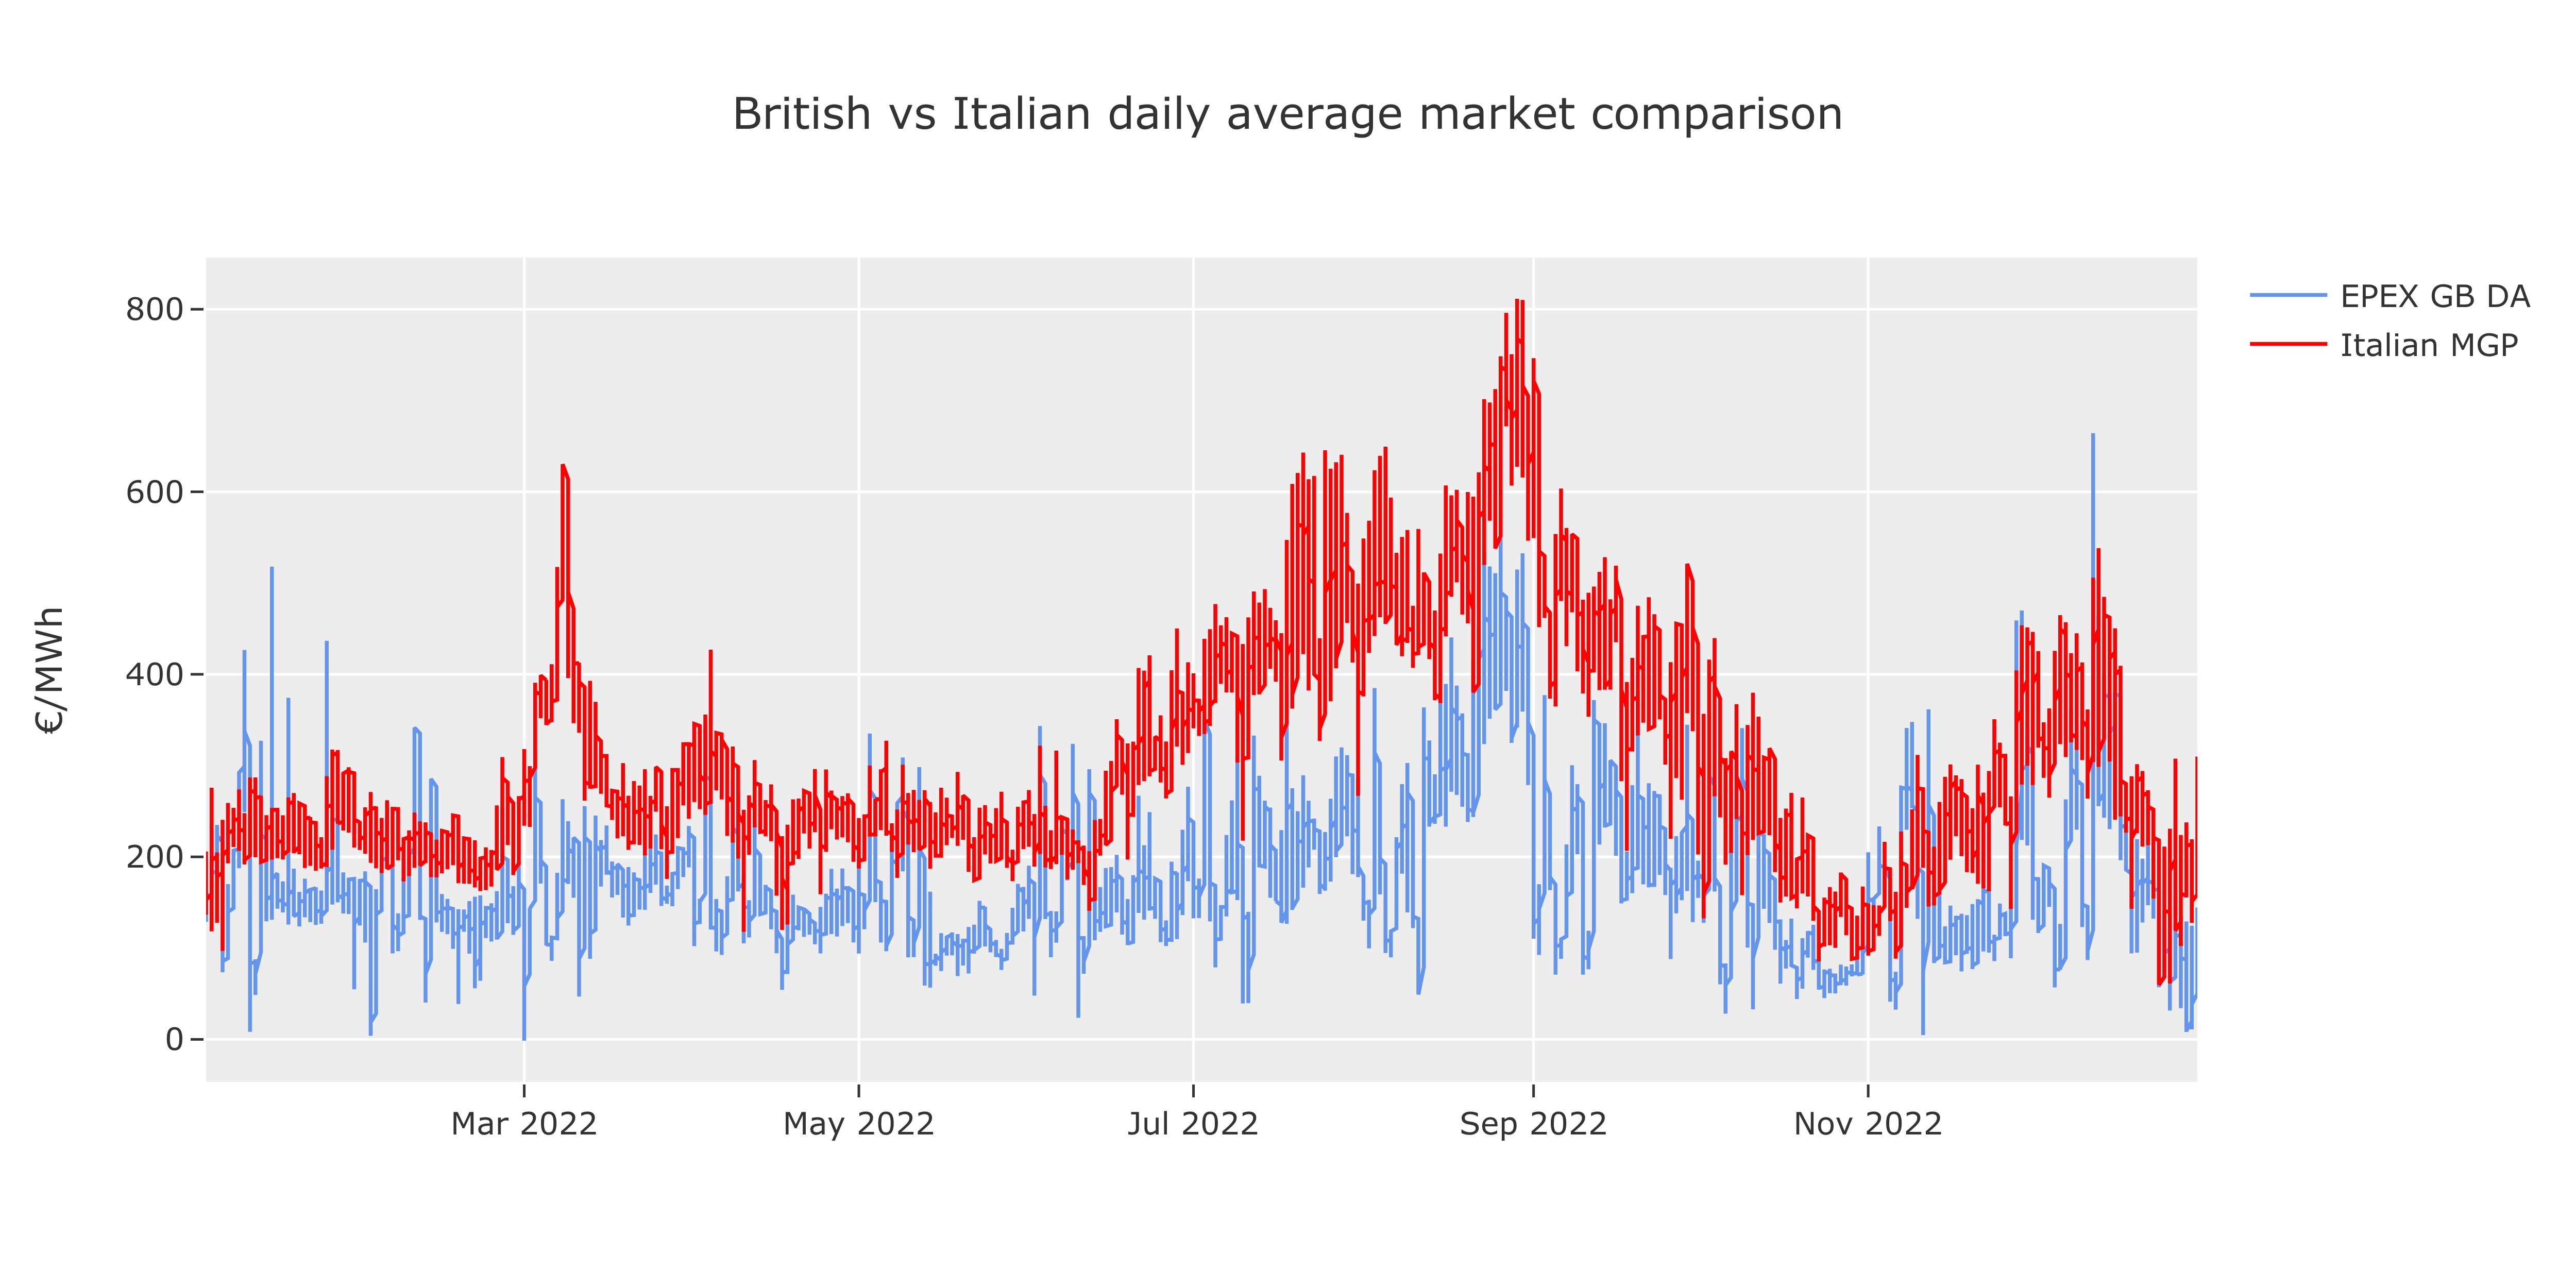 British vs Italian daily average market comparison
EPEX GB DA
Italian MGP
€/MWh
800
600
400
200
0
Mar 2022
May 2022
Jul 2022
Sep 2022
Nov 2022